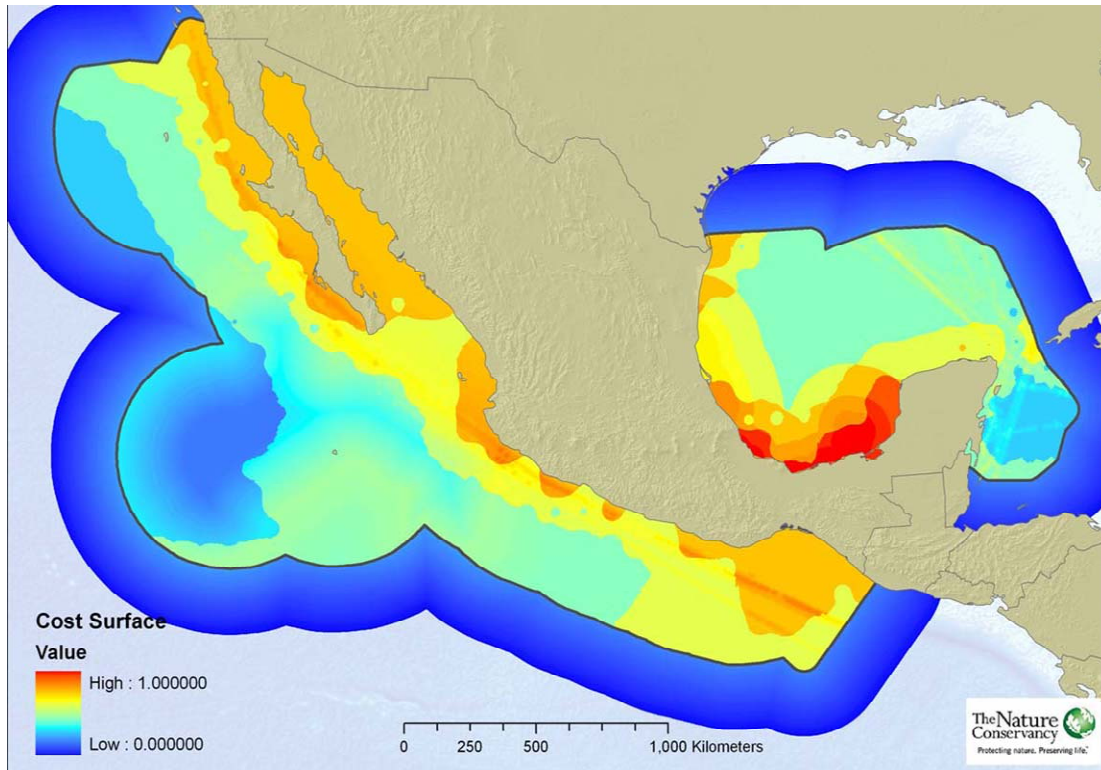 Cost Surface
Value
High : 1.000000
Low : 0.000000
0 250 500 1,000 Kilometers
The Nature
Conservancy
Protecting nature. Preserving life.™